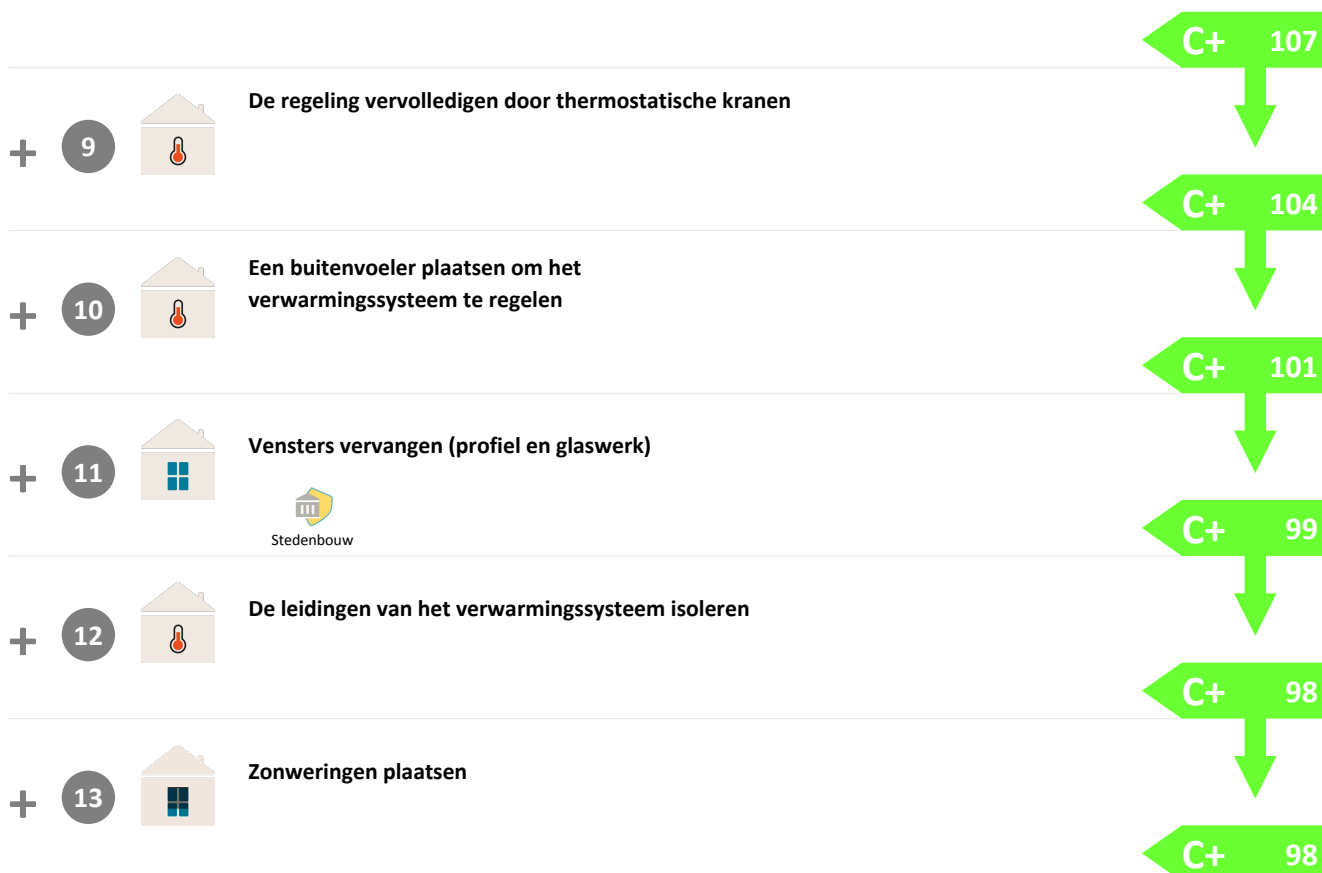 C+ 107
De regeling vervolledigen door thermostatische kranen
+ 9
C+ 104
Een buitenvoeler plaatsen om het
verwarmingssysteem te regelen
+ 10
C+ 101
Vensters vervangen (profiel en glaswerk)
+ 11
Stedenbouw
C+ 99
De leidingen van het verwarmingssysteem isoleren
+ 12
C+ 98
Zonweringen plaatsen
+ 13
C+ 98